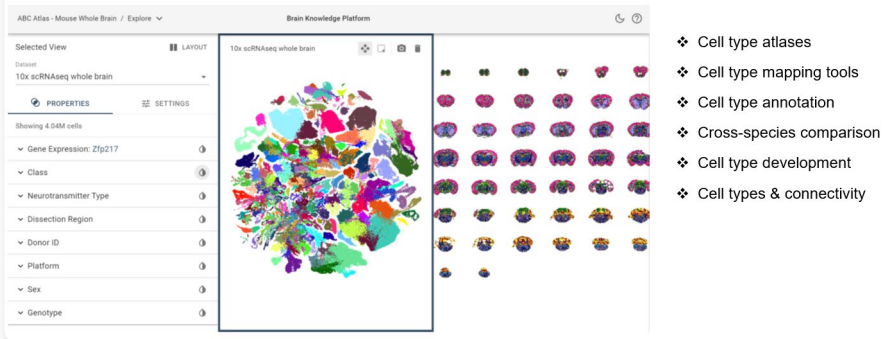 ABC Atlas - Mouse Whole Brain / Explore
Brain Knowledge Platform
Selected View
LAYOUT
Dataset
10x scRNAseq whole brain
PROPERTIES
SETTINGS
Showing 4.04M cells
Gene Expression: Zfp217
Class
Neurotransmitter Type
Dissection Region
Donor ID
Platform
Sex
Genotype
10x scRNAseq whole brain
❖ Cell type atlases
❖ Cell type mapping tools
❖ Cell type annotation
❖ Cross-species comparison
❖ Cell type development
❖ Cell types & connectivity